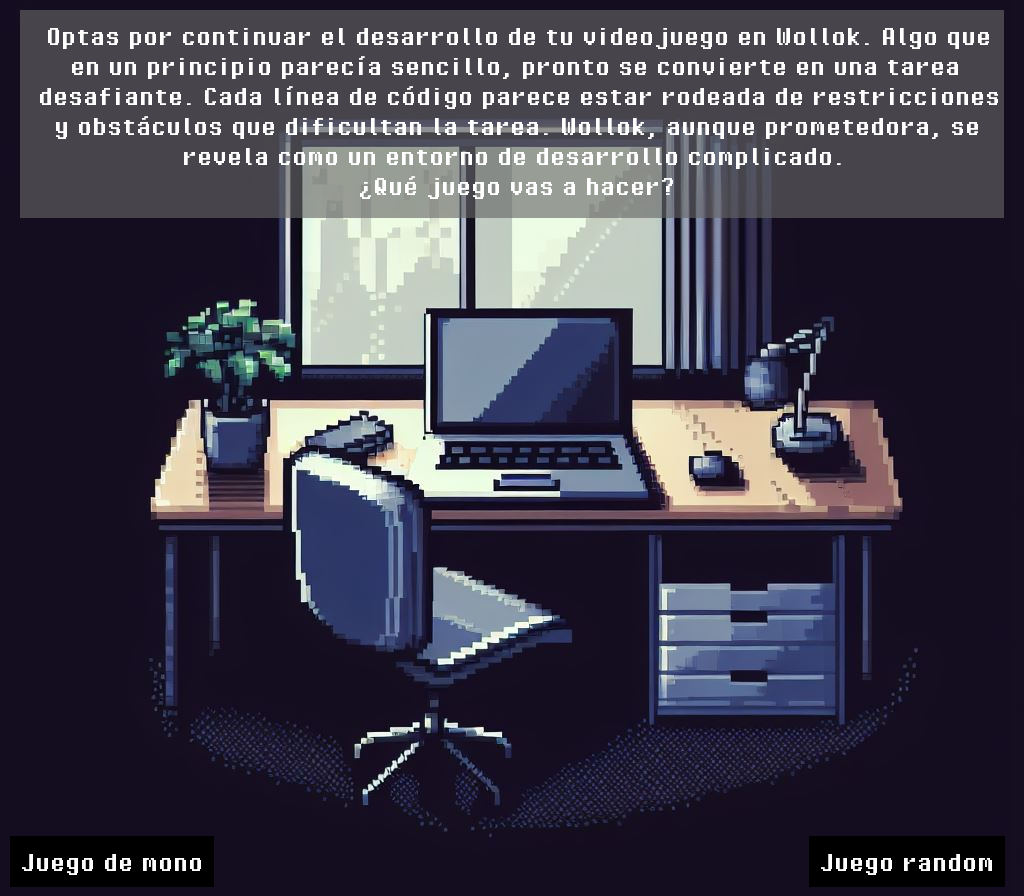 Optas por continuar el desarrollo de tu videojuego en Wollok. Algo que
en un principio parecía sencillo, pronto se convierte en una tarea
desafiante. Cada línea de código parece estar rodeada de restricciones
y obstáculos que dificultan la tarea. Wollok, aunque prometedora, se
revela como un entorno de desarrollo complicado.
¿Qué juego vas a hacer?
Juego de mono
Juego random